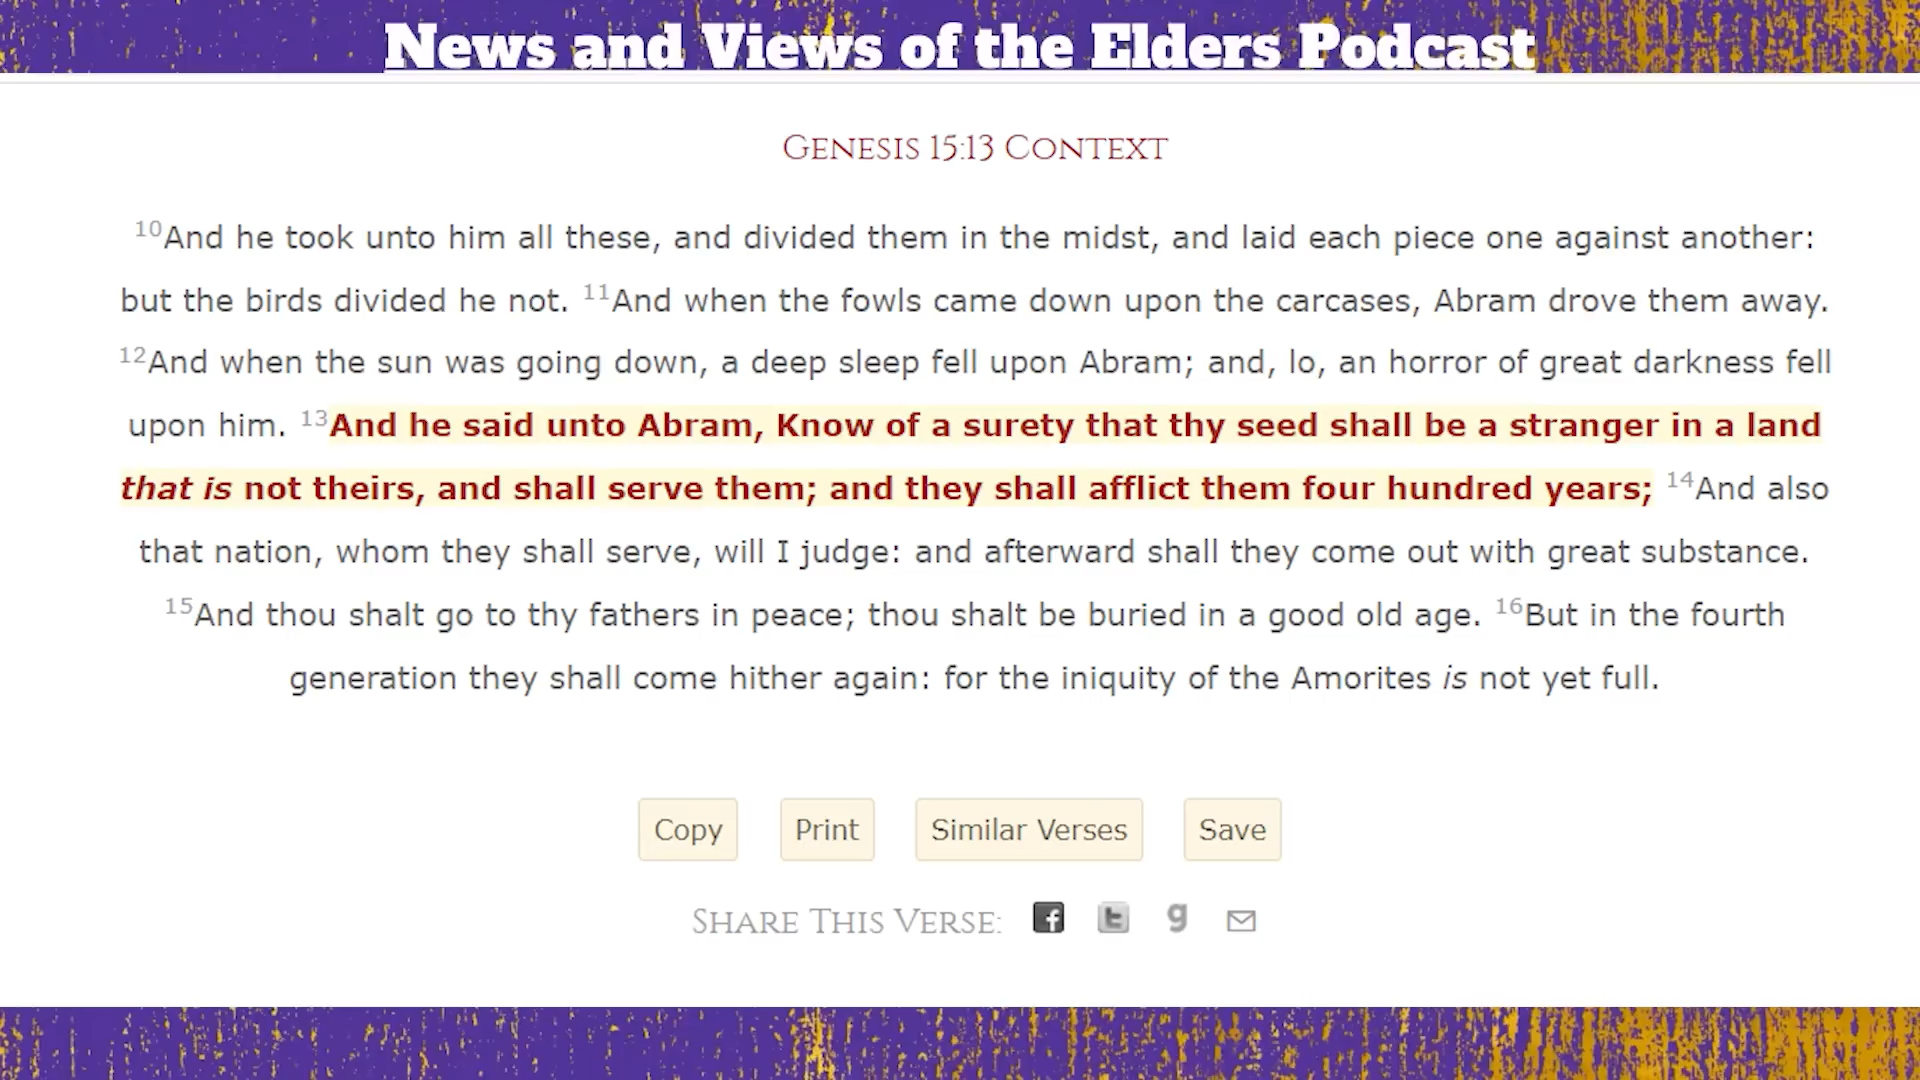 News and Views of the Elders Podcast
Genesis 15:13 Context
10And he took unto him all these, and divided them in the midst, and laid each piece one against another:
but the birds divided he not. 11And when the fowls came down upon the carcases, Abram drove them away.
12And when the sun was going down, a deep sleep fell upon Abram; and, lo, an horror of great darkness fell
upon him. 13And he said unto Abram, Know of a surety that thy seed shall be a stranger in a land
that is not theirs, and shall serve them; and they shall afflict them four hundred years; 14And also
that nation, whom they shall serve, will I judge: and afterward shall they come out with great substance.
15And thou shalt go to thy fathers in peace; thou shalt be buried in a good old age. 16But in the fourth
generation they shall come hither again: for the iniquity of the Amorites is not yet full.
Copy Print Similar Verses Save
Share This Verse: